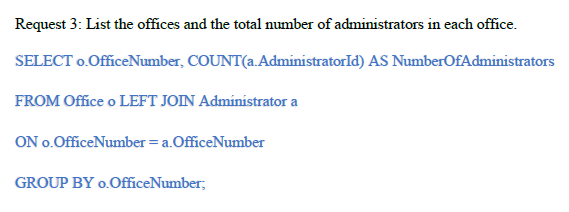 Request 3: List the offices and the total number of administrators in each office.
SELECT o.OfficeNumber, COUNT(a.AdministratorId) AS NumberOfAdministrators
FROM Office o LEFT JOIN Administrator a
ON o.OfficeNumber = a.OfficeNumber
GROUP BY o.OfficeNumber;